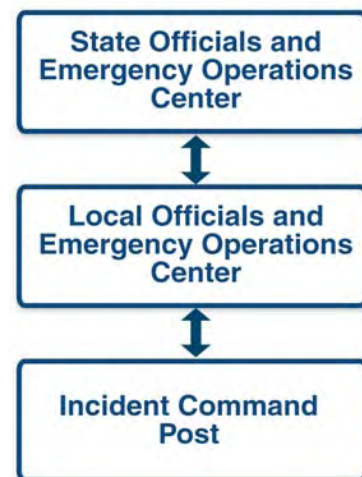 State Officials and
Emergency Operations
Center
Local Officials and
Emergency Operations
Center
Incident Command
Post